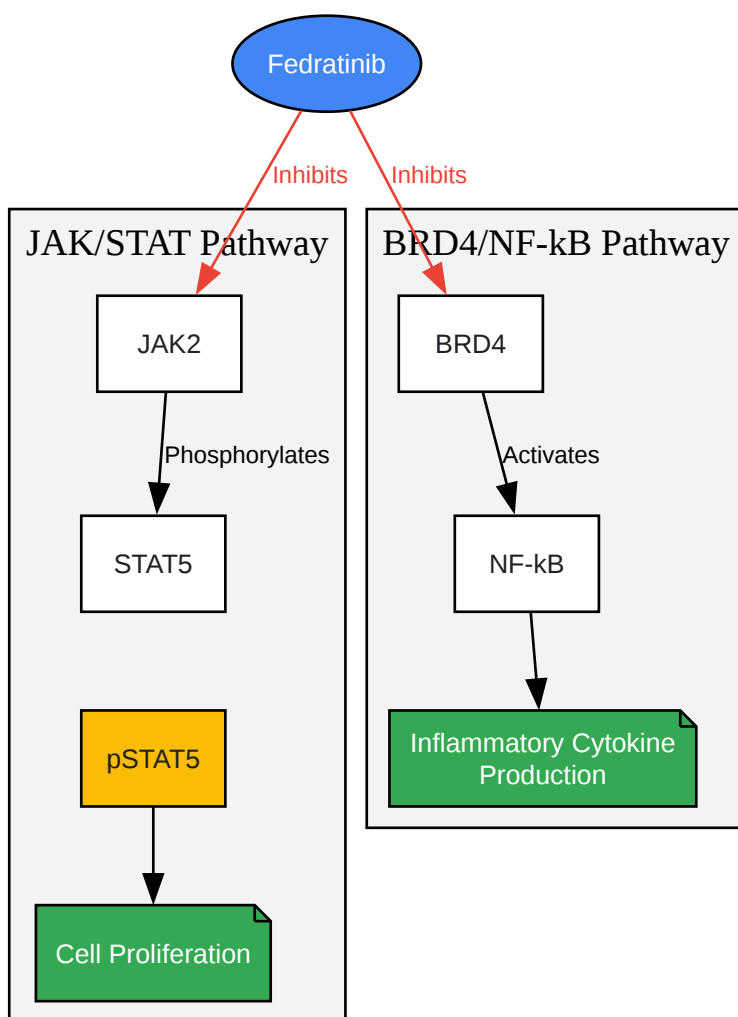 Fedratinib
Inhibits
Inhibits
JAK/STAT Pathway
BRD4/NF-kB Pathway
JAK2
BRD4
Phosphorylates
Activates
STAT5
NF-kB
pSTAT5
Inflammatory Cytokine
Production
Cell Proliferation